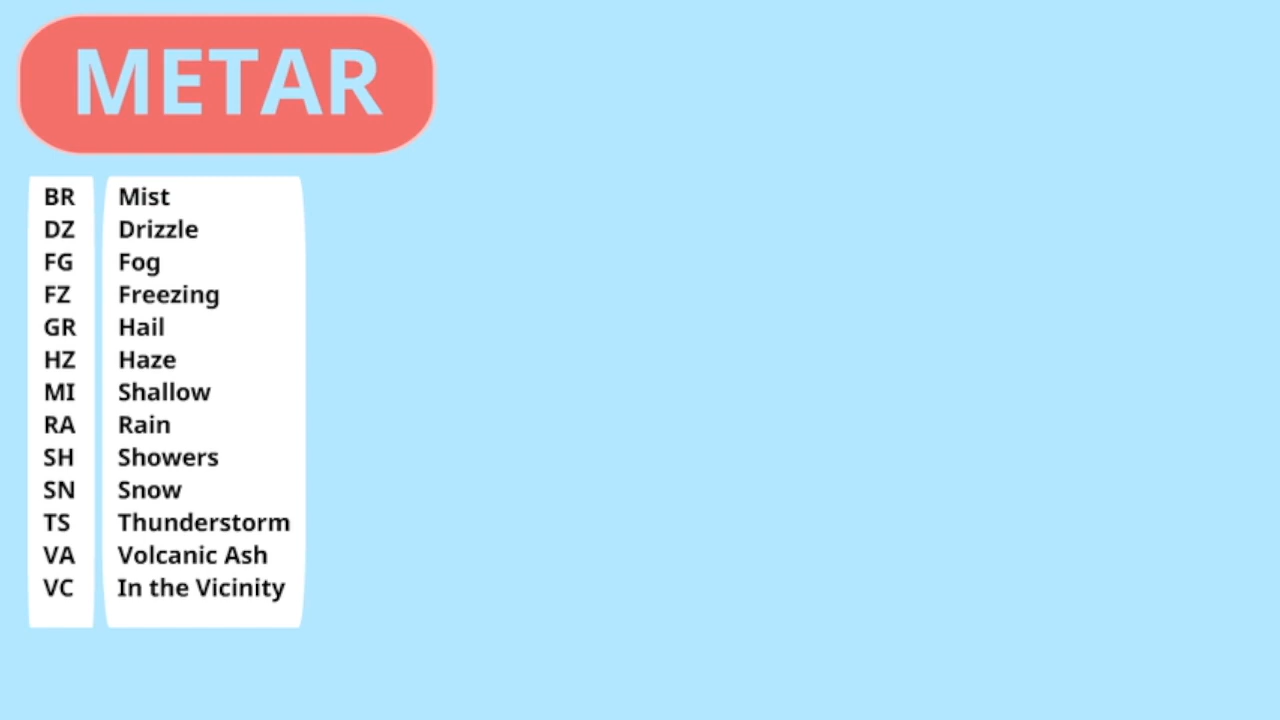 METAR
BR Mist
DZ Drizzle
FG Fog
FZ Freezing
GR Hail
HZ Haze
MI Shallow
RA Rain
SH Showers
SN Snow
TS Thunderstorm
VA Volcanic Ash
VC In the Vicinity